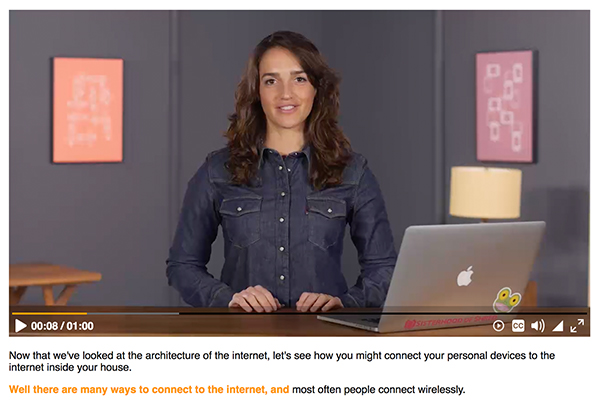 00:08 / 01:00
CC
Now that we've looked at the architecture of the internet, let's see how you might connect your personal devices to the
internet inside your house.
Well there are many ways to connect to the internet, and most often people connect wirelessly.